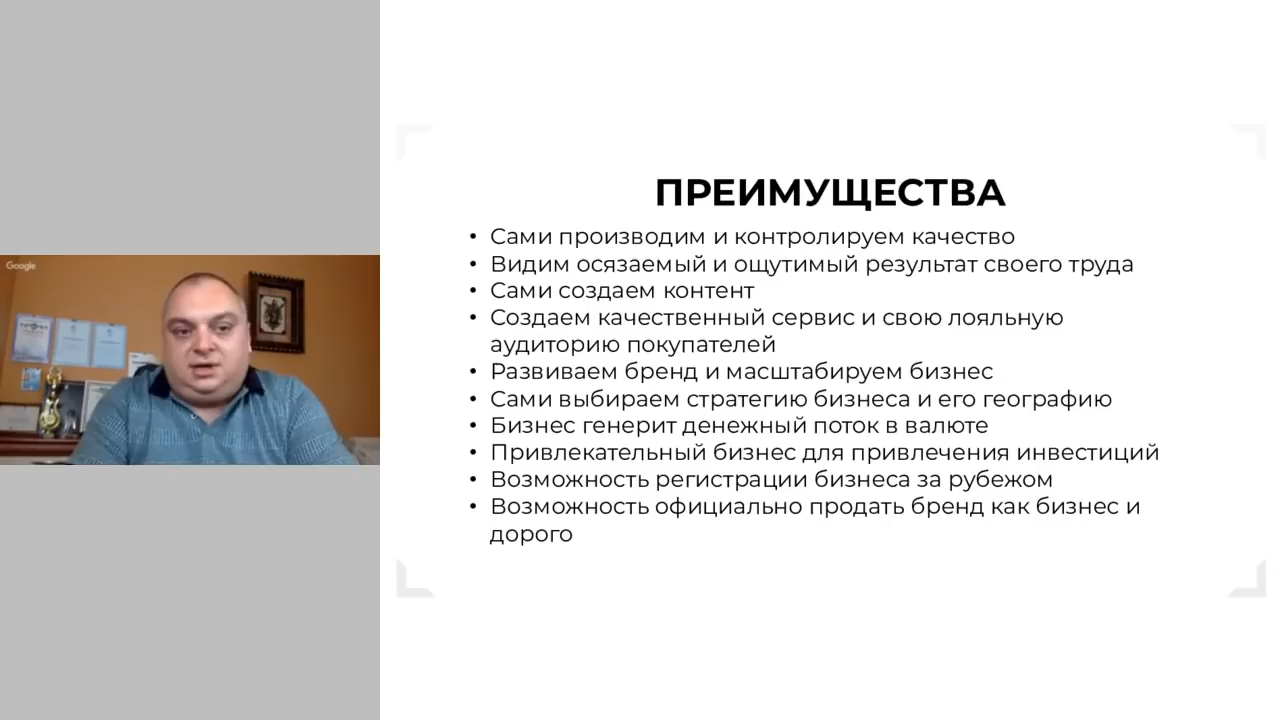 Google
ПРЕИМУЩЕСТВА
• Сами производим и контролируем качество
• Видим осязаемый и ощутимый результат своего труда
• Сами создаем контент
• Создаем качественный сервис и свою лояльную
аудиторию покупателей
• Развиваем бренд и масштабируем бизнес
• Сами выбираем стратегию бизнеса и его географию
• Бизнес генерит денежный поток в валюте
• Привлекательный бизнес для привлечения инвестиций
• Возможность регистрации бизнеса за рубежом
• Возможность официально продать бренд как бизнес и
дорого